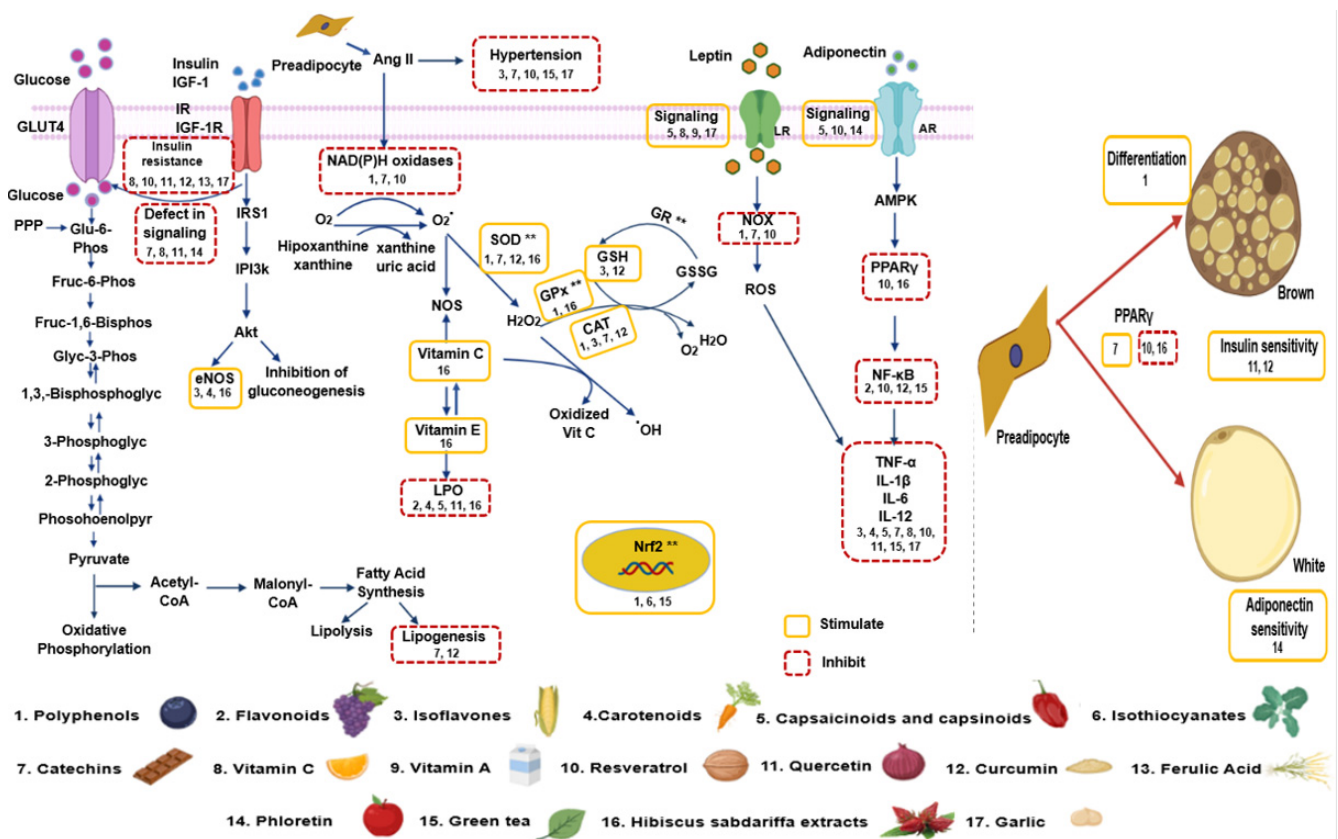 Glucose
GLUT4
Glucose
PPP
Glu-6-
Phos
Fruc-6-Phos
Fruc-1,6-Bisphos
Glyc-3-Phos
1,3,-Bisphosphoglyc
3-Phosphoglyc
2-Phosphoglyc
Phosohoenolpyr
Pyruvate
Oxidative
Phosphorylation
Acetyl-
CoA
Malonyl-
CoA
Fatty Acid
Synthesis
Lipolysis
Lipogenesis
7, 12
Insulin
IGF-1
IR
IGF-1R
Insulin
resistance
8, 10, 11, 12, 13, 17
Defect in
signaling
7, 8, 11, 14
IRS1
IPI3k
Akt
eNOS
3, 4, 16
Inhibition of
gluconeogenesis
Preadipocyte
Ang II
Hypertension
3, 7, 10, 15, 17
NAD(P)H oxidases
1, 7, 10
O2
O2•
Hipoxanthine
xanthine
xanthine
uric acid
NOS
SOD **
1, 7, 12, 16
H2O2
GPx **
1, 16
CAT
1, 3, 7, 12
GSH
3, 12
GR **
GSSG
H2O
O2
Vitamin C
16
Vitamin E
16
LPO
2, 4, 5, 11, 16
Oxidized
Vit C
•OH
Nrf2 **
1, 6, 15
Leptin
Signaling
5, 8, 9, 17
LR
NOX
1, 7, 10
ROS
Adiponectin
Signaling
5, 10, 14
AR
AMPK
PPARγ
10, 16
NF-κB
2, 10, 12, 15
TNF-α
IL-1β
IL-6
IL-12
3, 4, 5, 7, 8, 10,
11, 15, 17
Stimulate
Inhibit
Preadipocyte
Differentiation
1
Brown
PPARγ
7
10, 16
Insulin sensitivity
11, 12
White
Adiponectin
sensitivity
14
1. Polyphenols
2. Flavonoids
3. Isoflavones
4.Carotenoids
5. Capsaicinoids and capsinoids
6. Isothiocyanates
7. Catechins
8. Vitamin C
9. Vitamin A
10. Resveratrol
11. Quercetin
12. Curcumin
13. Ferulic Acid
14. Phloretin
15. Green tea
16. Hibiscus sabdariffa extracts
17. Garlic